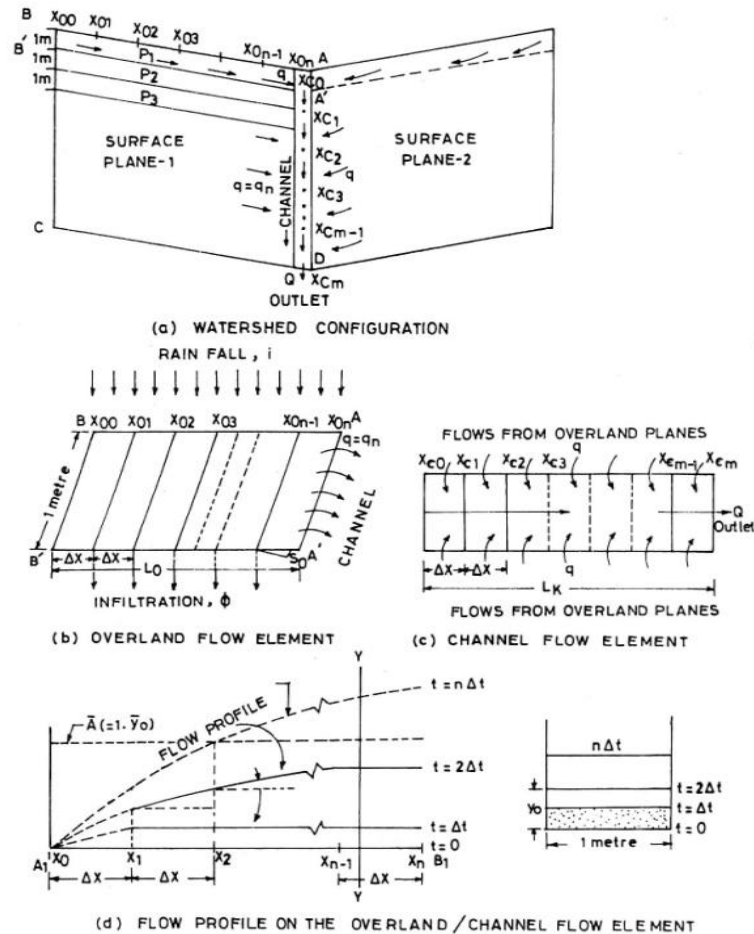 B X00 X01 X02 X03 X0n-1 X0n A
B' 1m P1 q XC0
1m P2 A'
1m P3 XC1
SURFACE PLANE-1
SURFACE PLANE-2
XC2
q = qn CHANNEL q
XC3
XCm-1
C D
Q XCm
OUTLET
(a) WATERSHED CONFIGURATION
RAIN FALL, i
B X00 X01 X02 X03 X0n-1 X0n A
q = qn
1 metre
CHANNEL
B' ΔX ΔX L0 S0 A'
INFILTRATION, ϕ
(b) OVERLAND FLOW ELEMENT
FLOWS FROM OVERLAND PLANES
Xc0 Xc1 Xc2 Xc3 q Xcm-1 Xcm
Q
Outlet
ΔX ΔX q
LK
FLOWS FROM OVERLAND PLANES
(c) CHANNEL FLOW ELEMENT
Y
t = nΔt
Ā (= 1. ȳ0)
FLOW PROFILE
t = 2Δt
t = Δt
t = 0
A1 X0 X1 X2 Xn-1 Xn B1
ΔX ΔX ΔX
Y
nΔt
t = 2Δt
y0 t = Δt
t = 0
1 metre
(d) FLOW PROFILE ON THE OVERLAND / CHANNEL FLOW ELEMENT